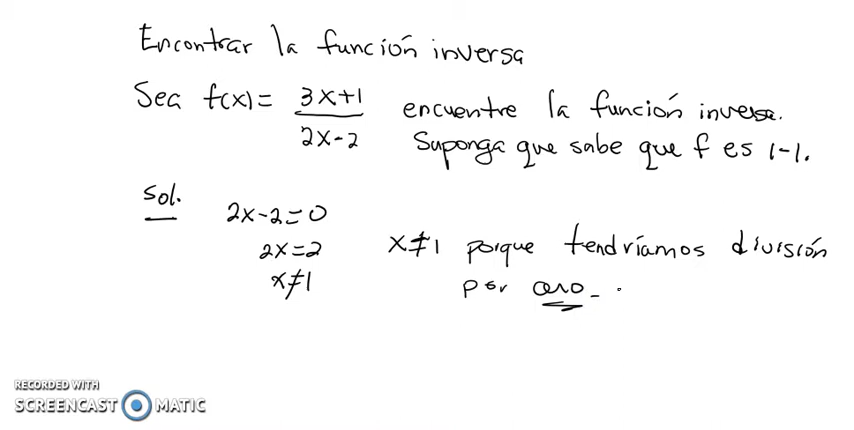 Encontrar la función inversa
Sea f(x) = 3x+1 / 2x-2 encuentre la función inversa.
Suponga que sabe que f es 1-1.
Sol.
2x-2=0
2x=2
x≠1
x≠1 porque tendríamos división
por cero
RECORDED WITH
SCREENCAST MATIC